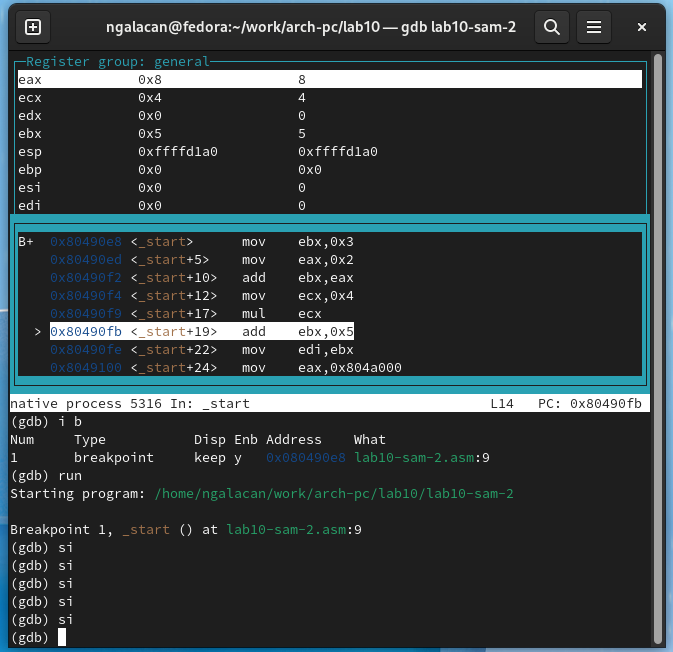 ngalacan@fedora:~/work/arch-pc/lab10 — gdb lab10-sam-2
Register group: general
eax 0x8 8
ecx 0x4 4
edx 0x0 0
ebx 0x5 5
esp 0xffffd1a0 0xffffd1a0
ebp 0x0 0x0
esi 0x0 0
edi 0x0 0
B+ 0x80490e8 <_start> mov ebx,0x3
0x80490ed <_start+5> mov eax,0x2
0x80490f2 <_start+10> add ebx,eax
0x80490f4 <_start+12> mov ecx,0x4
0x80490f9 <_start+17> mul ecx
> 0x80490fb <_start+19> add ebx,0x5
0x80490fe <_start+22> mov edi,ebx
0x8049100 <_start+24> mov eax,0x804a000
native process 5316 In: _start L14 PC: 0x80490fb
(gdb) i b
Num Type Disp Enb Address What
1 breakpoint keep y 0x080490e8 lab10-sam-2.asm:9
(gdb) run
Starting program: /home/ngalacan/work/arch-pc/lab10/lab10-sam-2
Breakpoint 1, _start () at lab10-sam-2.asm:9
(gdb) si
(gdb) si
(gdb) si
(gdb) si
(gdb) si
(gdb)